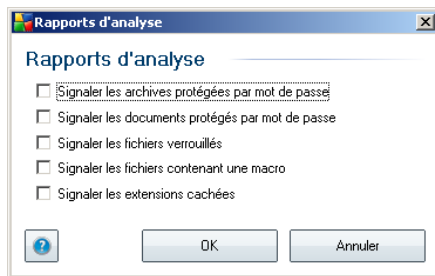 Rapports d'analyse
Rapports d'analyse
Signaler les archives protégées par mot de passe
Signaler les documents protégés par mot de passe
Signaler les fichiers verrouillés
Signaler les fichiers contenant une macro
Signaler les extensions cachées
? OK Annuler